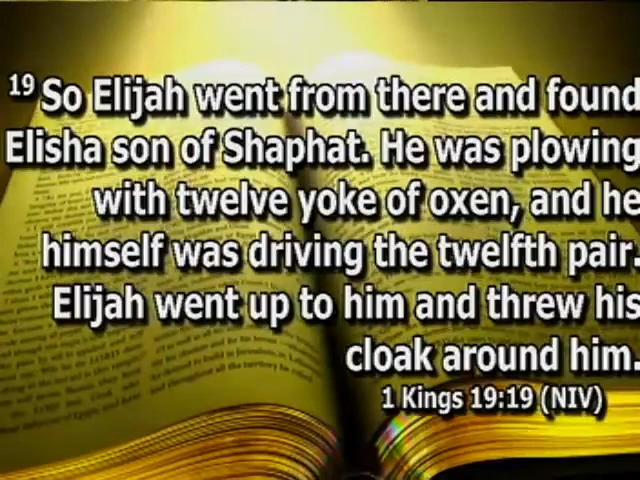 19 So Elijah went from there and found
Elisha son of Shaphat. He was plowing
with twelve yoke of oxen, and he
himself was driving the twelfth pair.
Elijah went up to him and threw his
cloak around him.
1 Kings 19:19 (NIV)